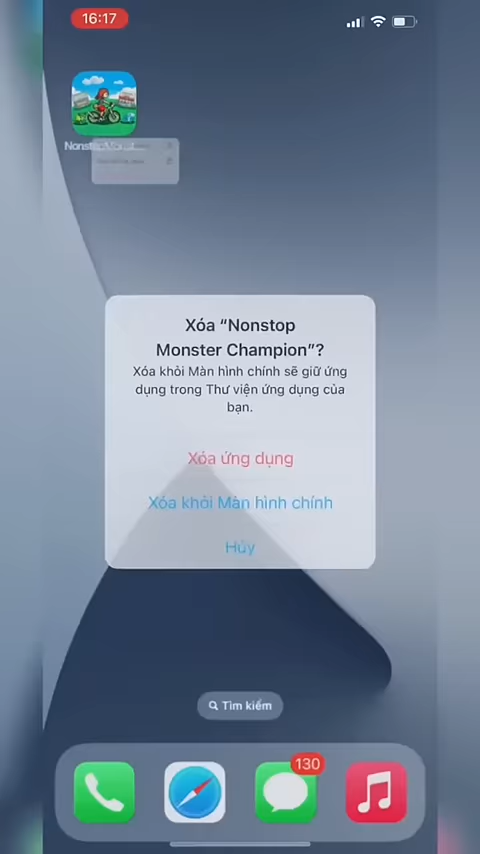 16:17
Xóa “Nonstop
Monster Champion”?
Xóa khỏi Màn hình chính sẽ giữ ứng
dụng trong Thư viện ứng dụng của
bạn.
Xóa ứng dụng
Xóa khỏi Màn hình chính
Hủy
Tìm kiếm
130